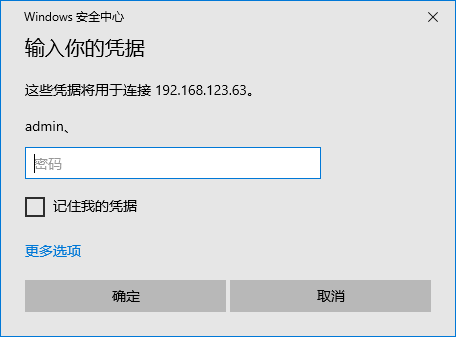 Windows 安全中心
输入你的凭据
这些凭据将用于连接 192.168.123.63。
admin、
密码
记住我的凭据
更多选项
确定
取消